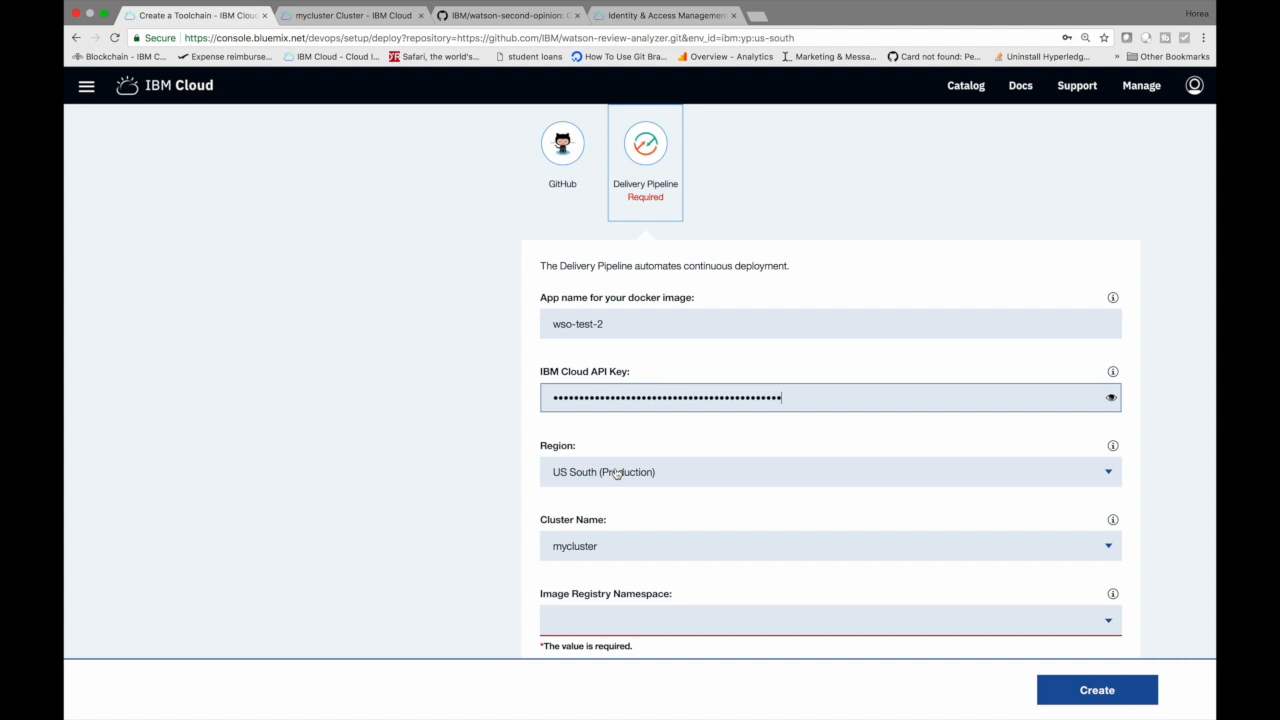 Create a Toolchain - IBM Clou
mycluster Cluster - IBM Cloud
IBM/watson-second-opinion: 
Identity & Access Managemen
Horea
Secure
https://console.bluemix.net/devops/setup/deploy?repository=https://github.com/IBM/watson-review-analyzer.git&env_id=ibm:yp:us-south
Blockchain - IBM C...
Expense reimburse...
IBM Cloud - Cloud I...
Safari, the world's...
student loans
How To Use Git Bra...
Overview - Analytics
Marketing & Messa...
Card not found: Pe...
Uninstall Hyperledg...
»
Other Bookmarks
IBM Cloud
Catalog
Docs
Support
Manage
GitHub
Delivery Pipeline
Required
The Delivery Pipeline automates continuous deployment.
App name for your docker image:
wso-test-2
IBM Cloud API Key:
••••••••••••••••••••••••••••••••••••••••••••
Region:
US South (Production)
Cluster Name:
mycluster
Image Registry Namespace:
*The value is required.
Create